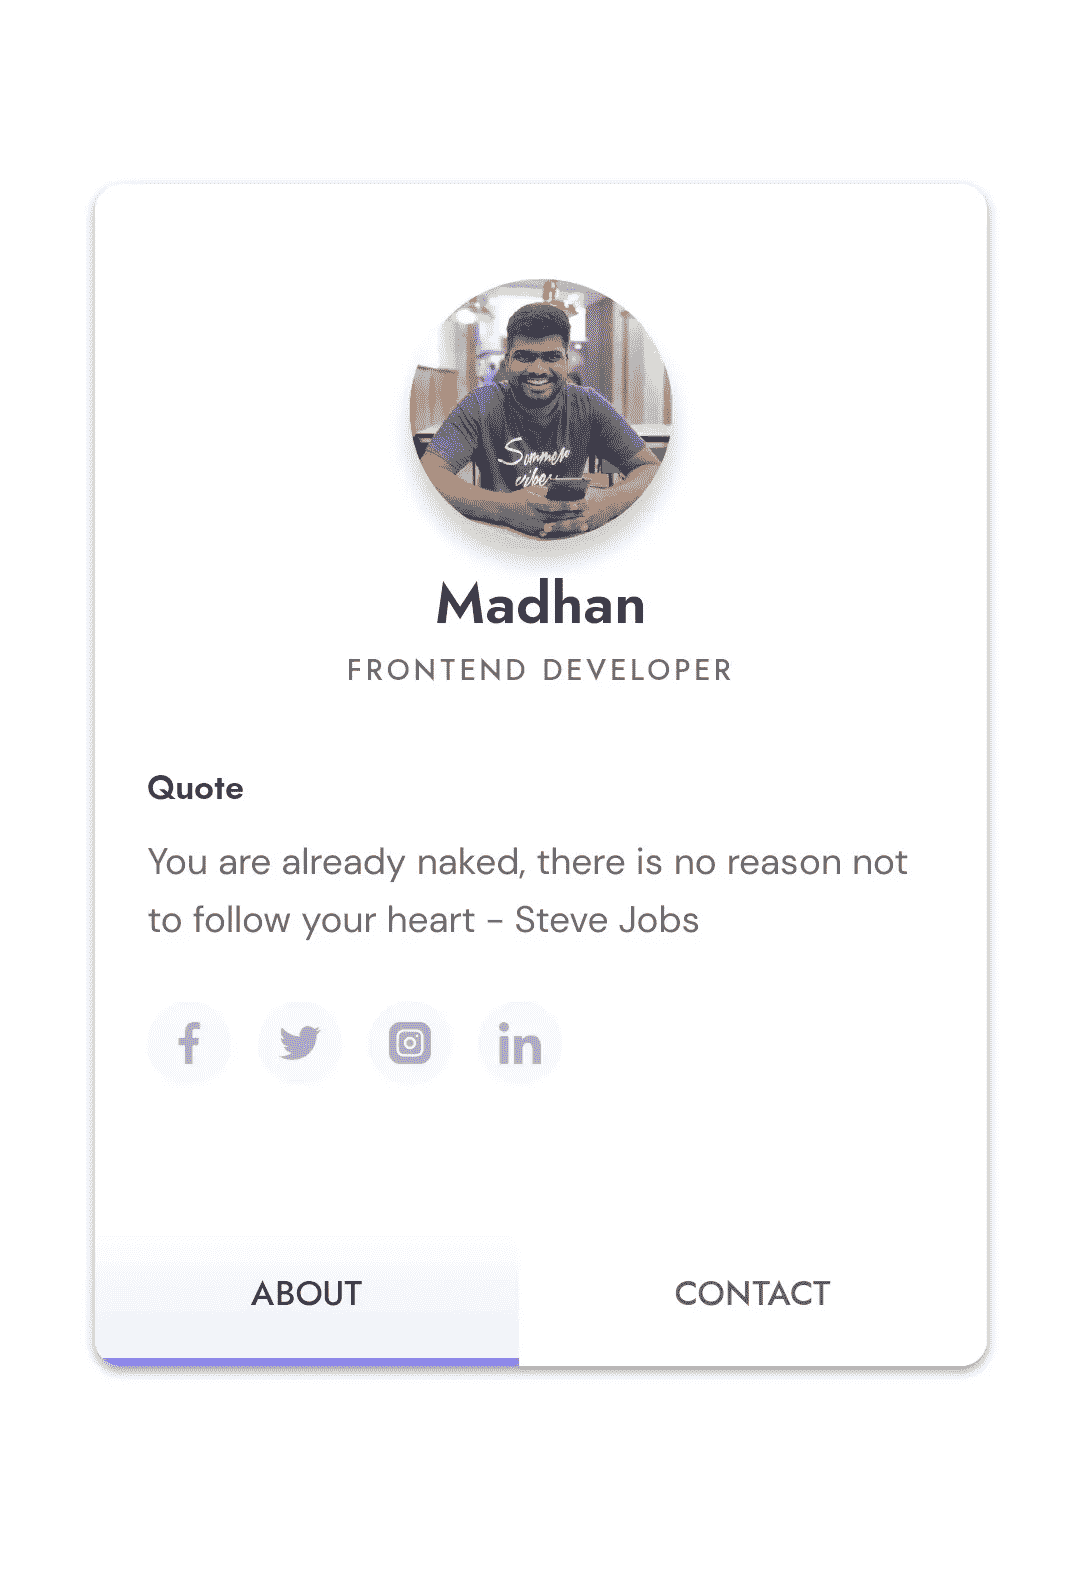 Summer
vibes
Madhan
FRONTEND DEVELOPER
Quote
You are already naked, there is no reason not
to follow your heart - Steve Jobs
f
in
ABOUT
CONTACT